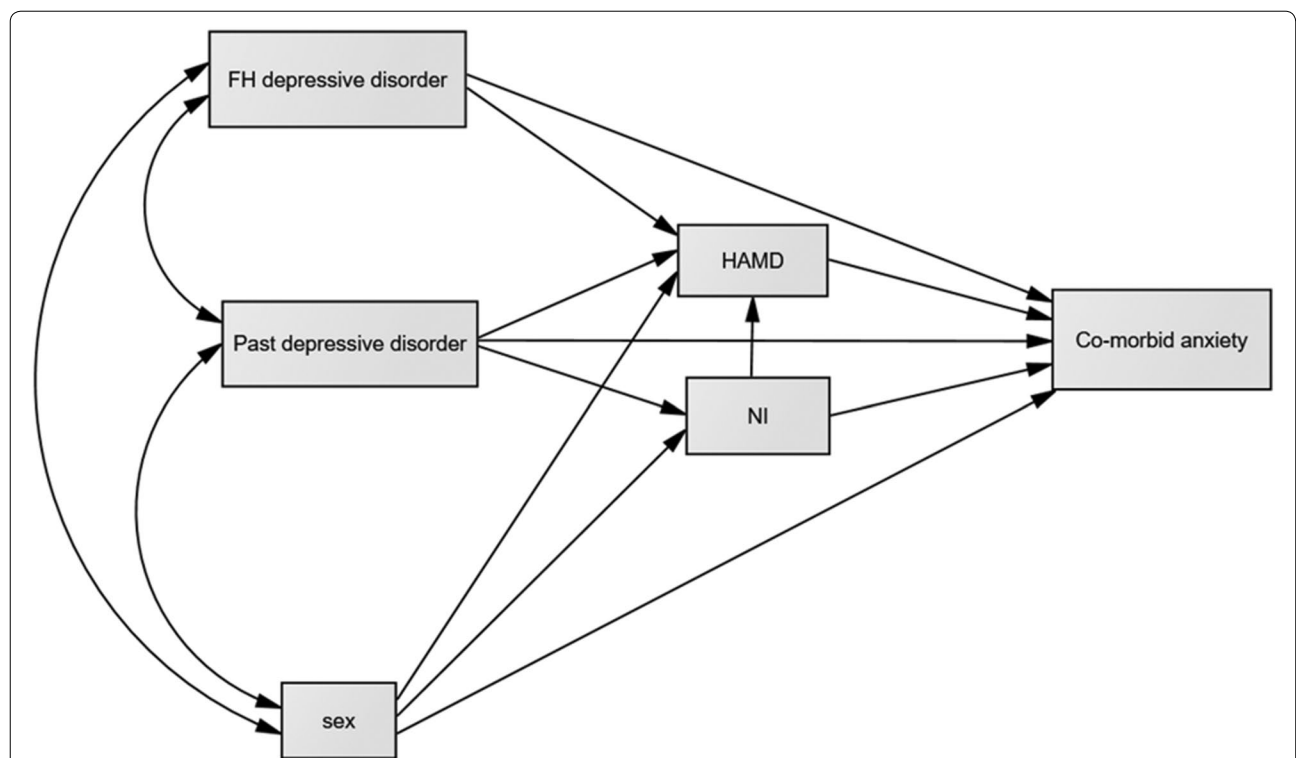 FH depressive disorder
HAMD
Past depressive disorder
Co-morbid anxiety
NI
sex